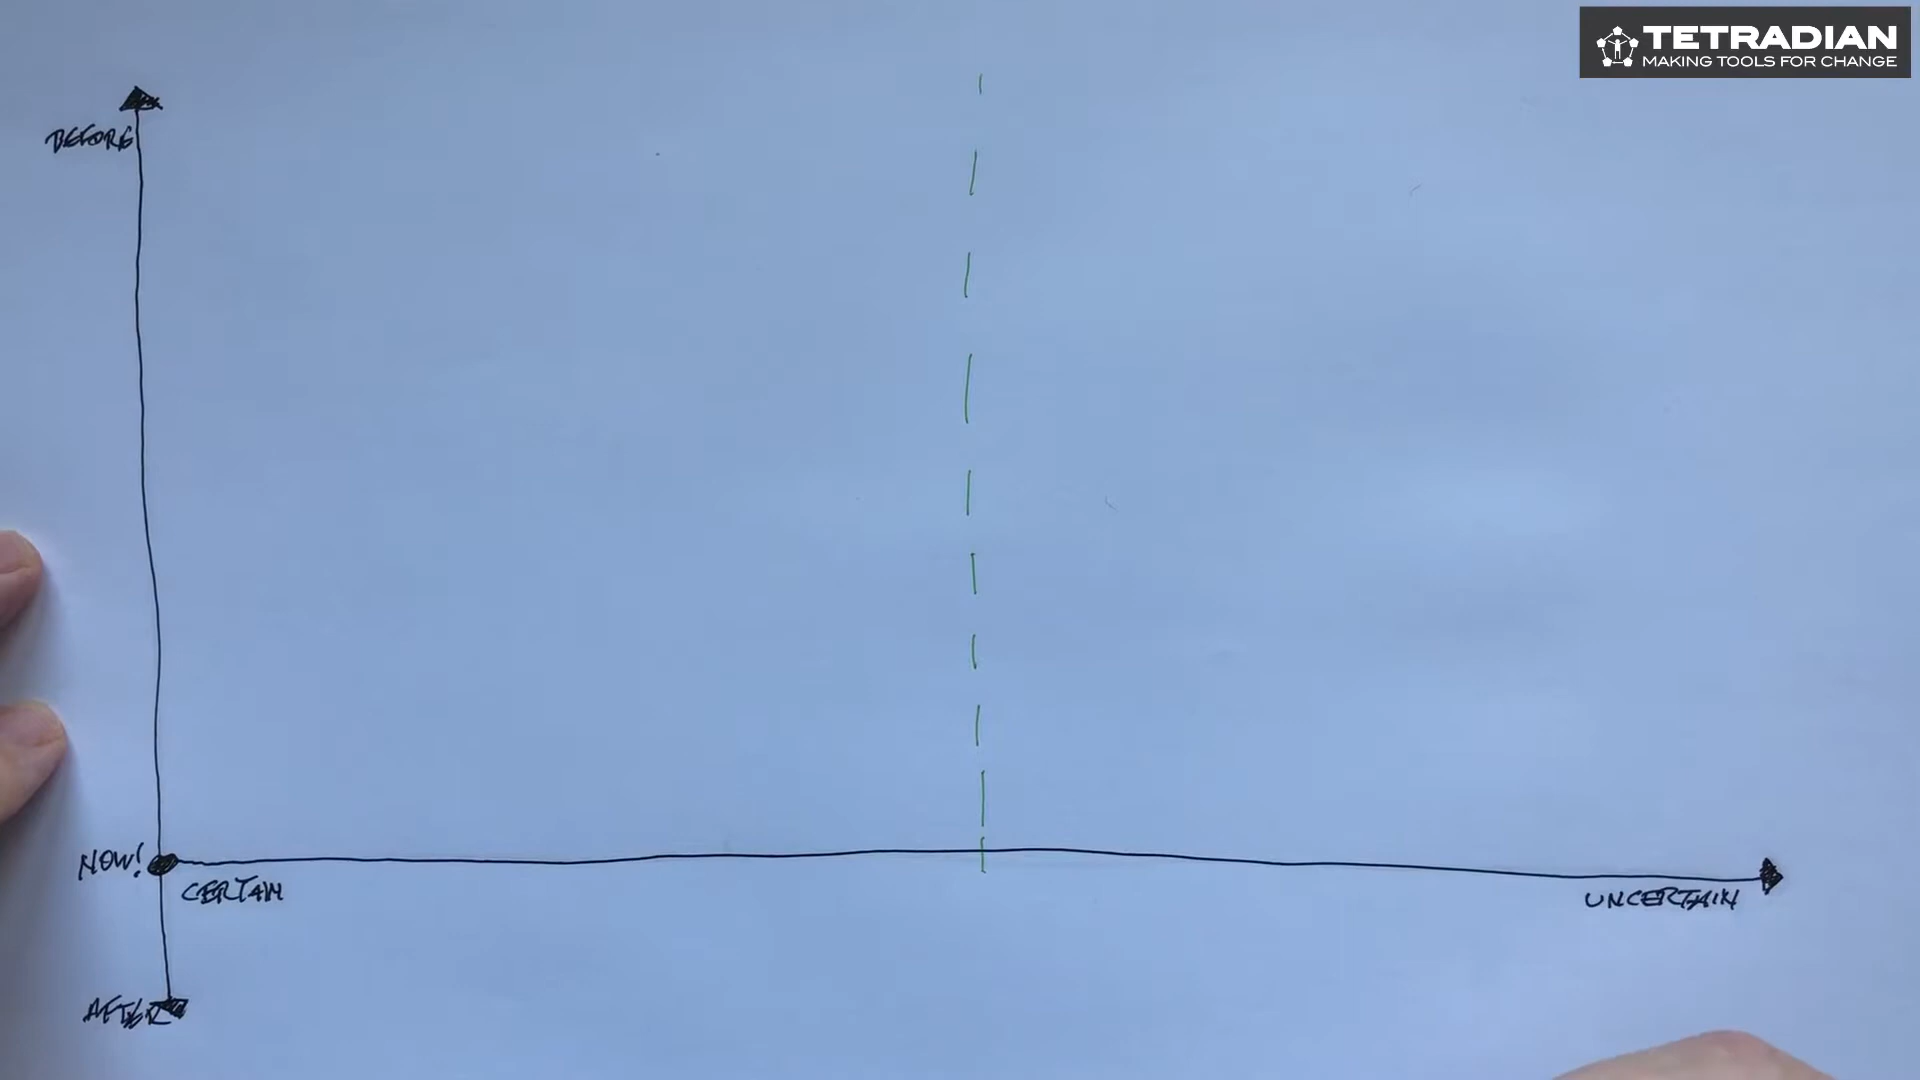 TETRADIAN
MAKING TOOLS FOR CHANGE
BEFORE
NOW!
CERTAIN
UNCERTAIN
AFTER